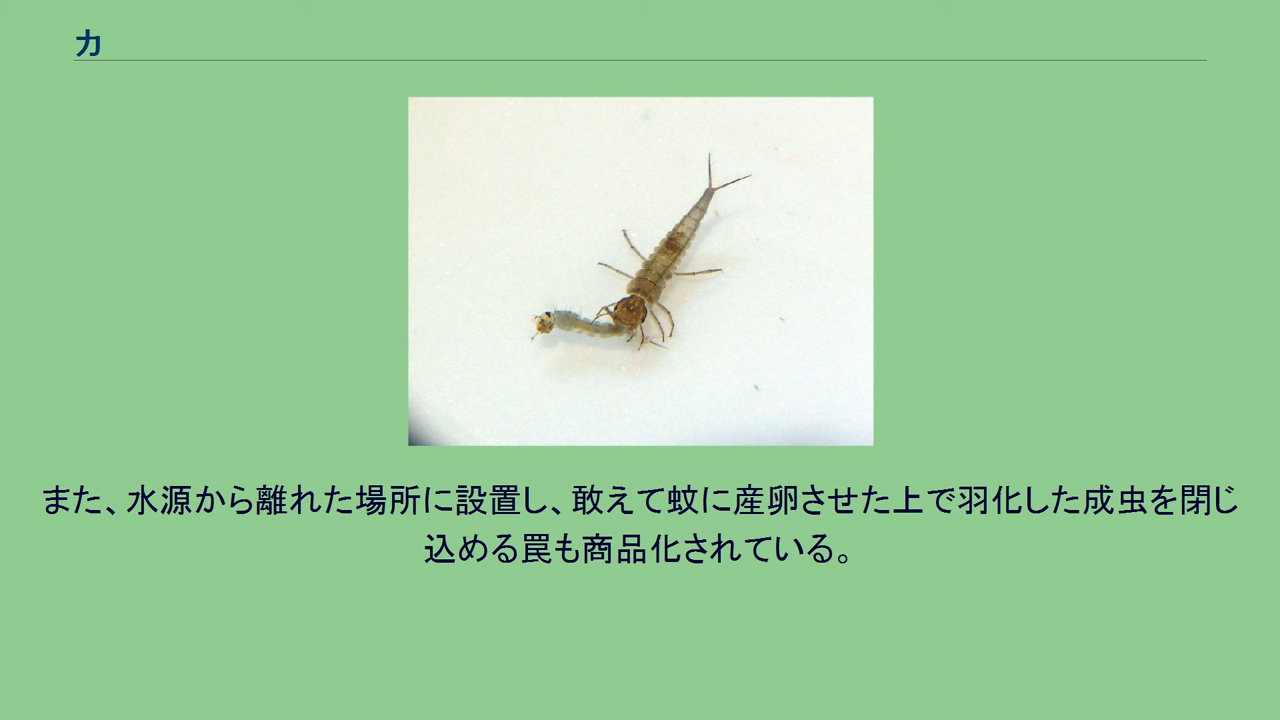 カ
また、水源から離れた場所に設置し、敢えて蚊に産卵させた上で羽化した成虫を閉じ
込める罠も商品化されている。